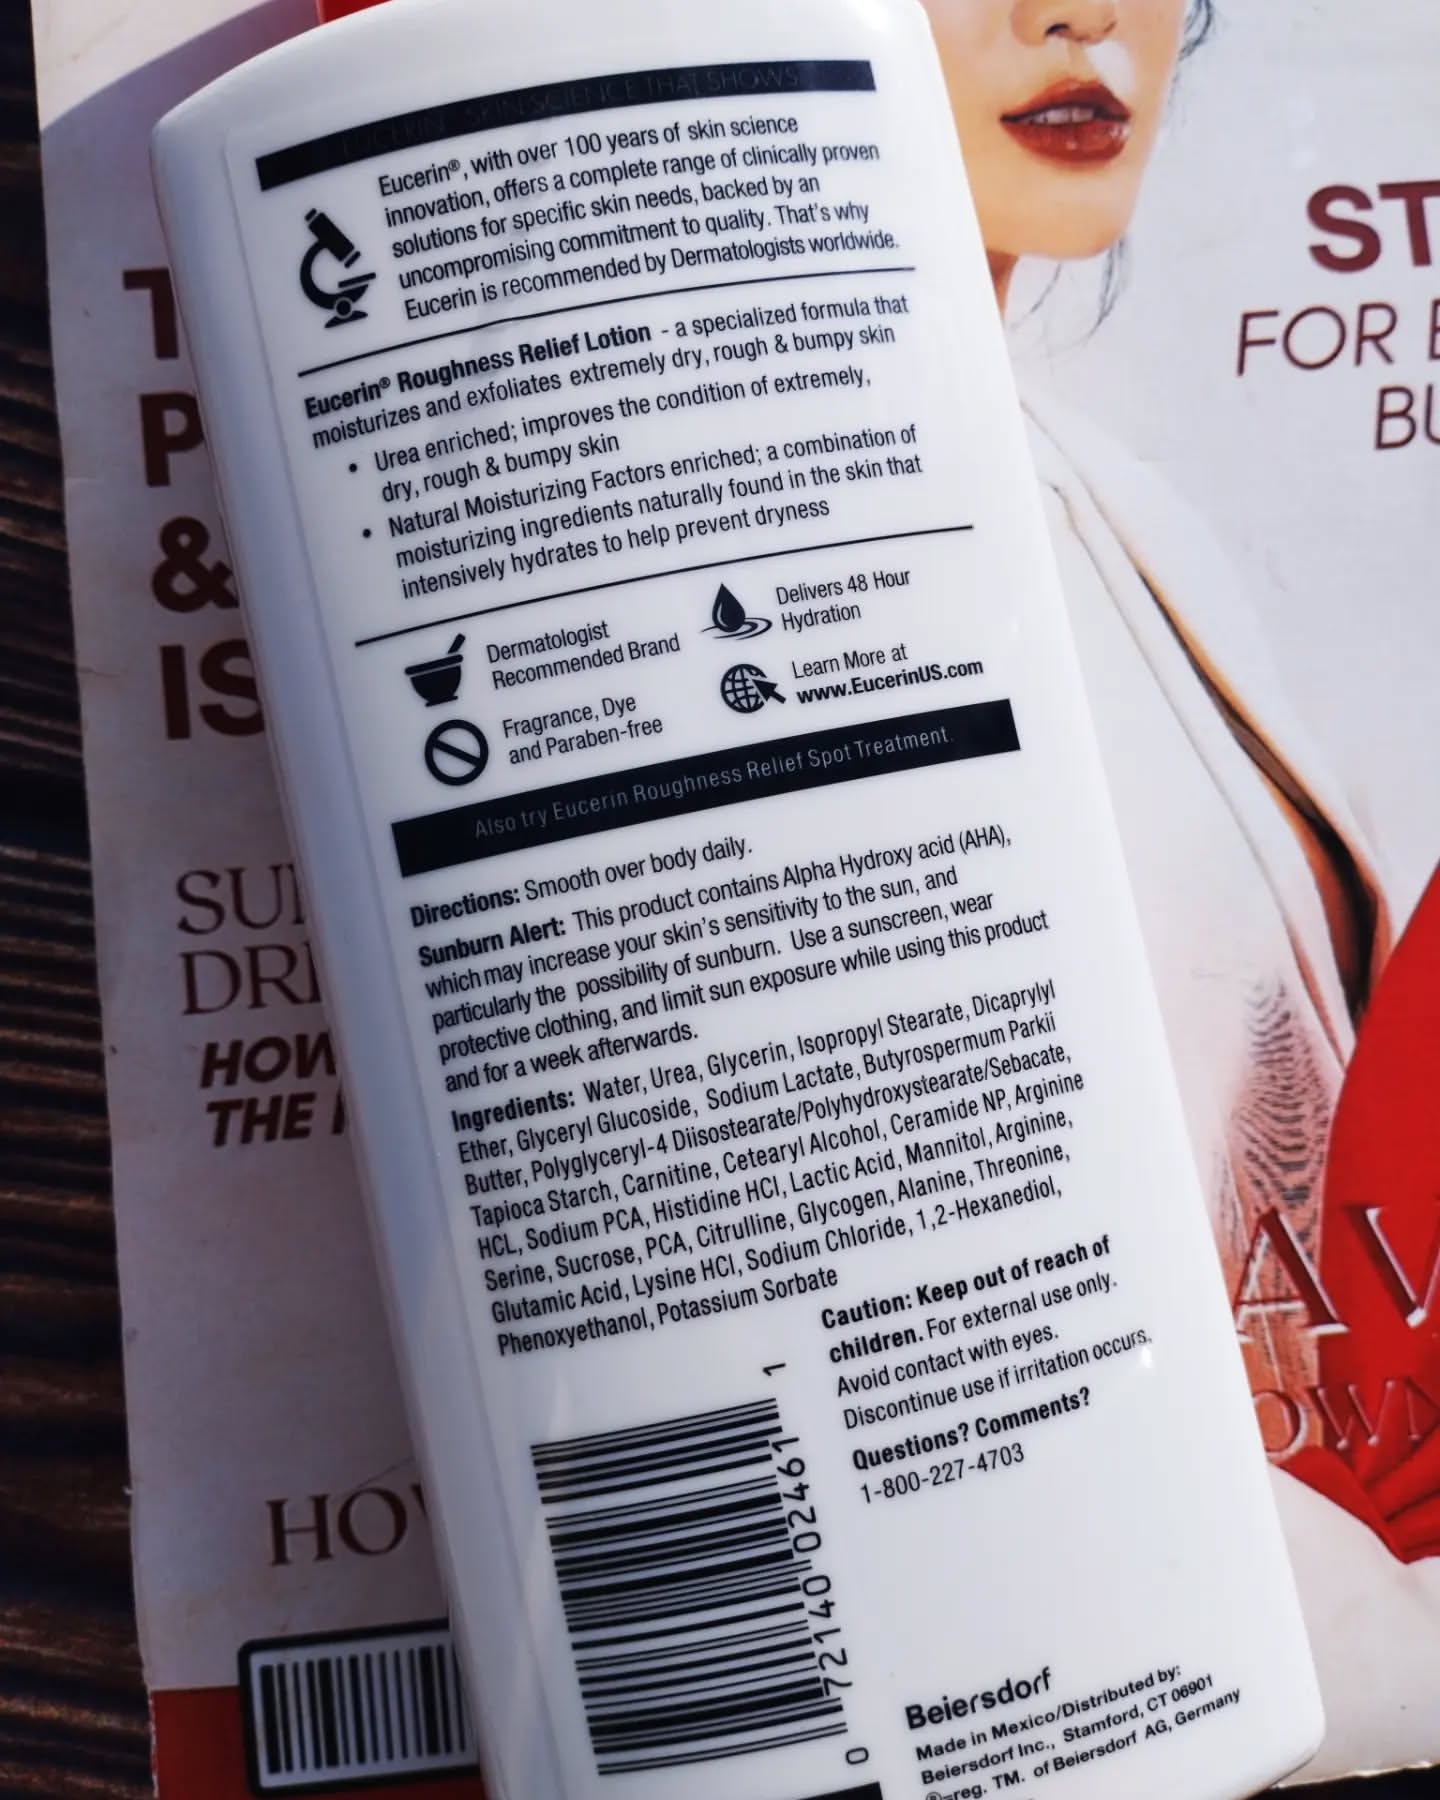 EUCERIN - SKIN SCIENCE THAT SHOWS
Eucerin®, with over 100 years of skin science
innovation, offers a complete range of clinically proven
solutions for specific skin needs, backed by an
uncompromising commitment to quality. That's why
Eucerin is recommended by Dermatologists worldwide.
Eucerin® Roughness Relief Lotion - a specialized formula that
moisturizes and exfoliates extremely dry, rough & bumpy skin
• Urea enriched; improves the condition of extremely,
dry, rough & bumpy skin
• Natural Moisturizing Factors enriched; a combination of
moisturizing ingredients naturally found in the skin that
intensively hydrates to help prevent dryness
Dermatologist
Recommended Brand
Delivers 48 Hour
Hydration
Fragrance, Dye
and Paraben-free
Learn More at
www.EucerinUS.com
Also try Eucerin Roughness Relief Spot Treatment.
Directions: Smooth over body daily.
Sunburn Alert: This product contains Alpha Hydroxy acid (AHA),
which may increase your skin's sensitivity to the sun, and
particularly the possibility of sunburn. Use a sunscreen, wear
protective clothing, and limit sun exposure while using this product
and for a week afterwards.
Ingredients: Water, Urea, Glycerin, Isopropyl Stearate, Dicaprylyl
Ether, Glyceryl Glucoside, Sodium Lactate, Butyrospermum Parkii
Butter, Polyglyceryl-4 Diisostearate/Polyhydroxystearate/Sebacate,
Tapioca Starch, Carnitine, Cetearyl Alcohol, Ceramide NP, Arginine
HCL, Sodium PCA, Histidine HCl, Lactic Acid, Mannitol, Arginine,
Serine, Sucrose, PCA, Citrulline, Glycogen, Alanine, Threonine,
Glutamic Acid, Lysine HCl, Sodium Chloride, 1,2-Hexanediol,
Phenoxyethanol, Potassium Sorbate
Caution: Keep out of reach of
children. For external use only.
Avoid contact with eyes.
Discontinue use if irritation occurs.
Questions? Comments?
1-800-227-4703
0 72140 02461 1
Beiersdorf
Made in Mexico/Distributed by:
Beiersdorf Inc., Stamford, CT 06901
®=reg. TM. of Beiersdorf AG, Germany
&
IS
HOW
THE
FOR